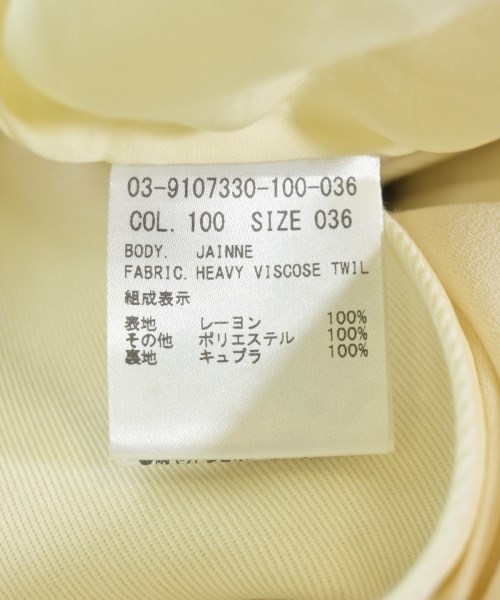 03-9107330-100-036
COL. 100 SIZE 036
BODY. JAINNE
FABRIC. HEAVY VISCOSE TWIL
組成表示
表地 レーヨン 100%
その他 ポリエステル 100%
裏地 キュプラ 100%